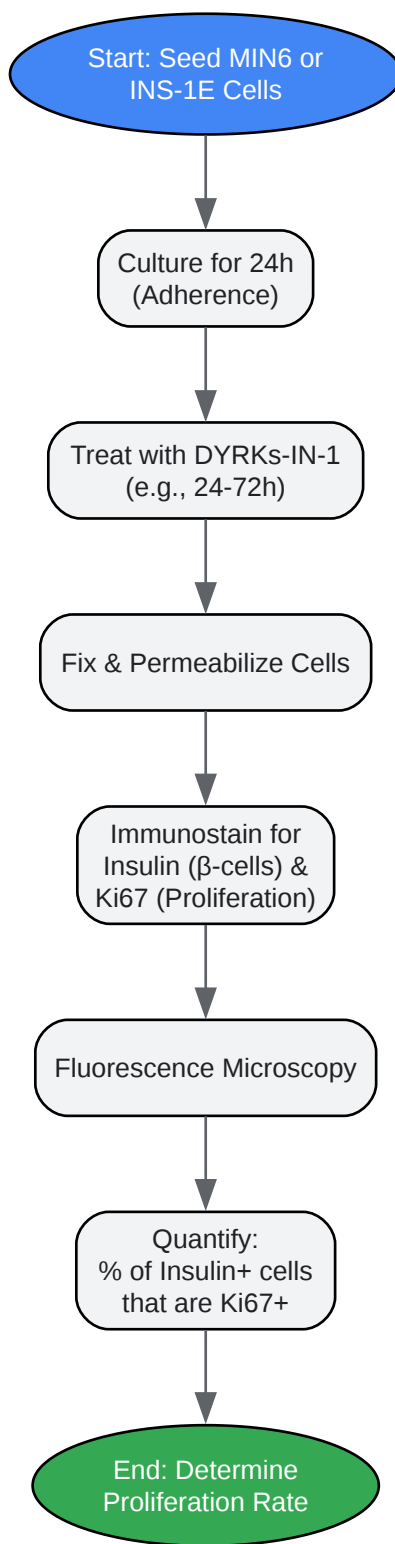 Start: Seed MIN6 or
INS-1E Cells
Culture for 24h
(Adherence)
Treat with DYRKs-IN-1
(e.g., 24-72h)
Fix & Permeabilize Cells
Immunostain for
Insulin (β-cells) &
Ki67 (Proliferation)
Fluorescence Microscopy
Quantify:
% of Insulin+ cells
that are Ki67+
End: Determine
Proliferation Rate